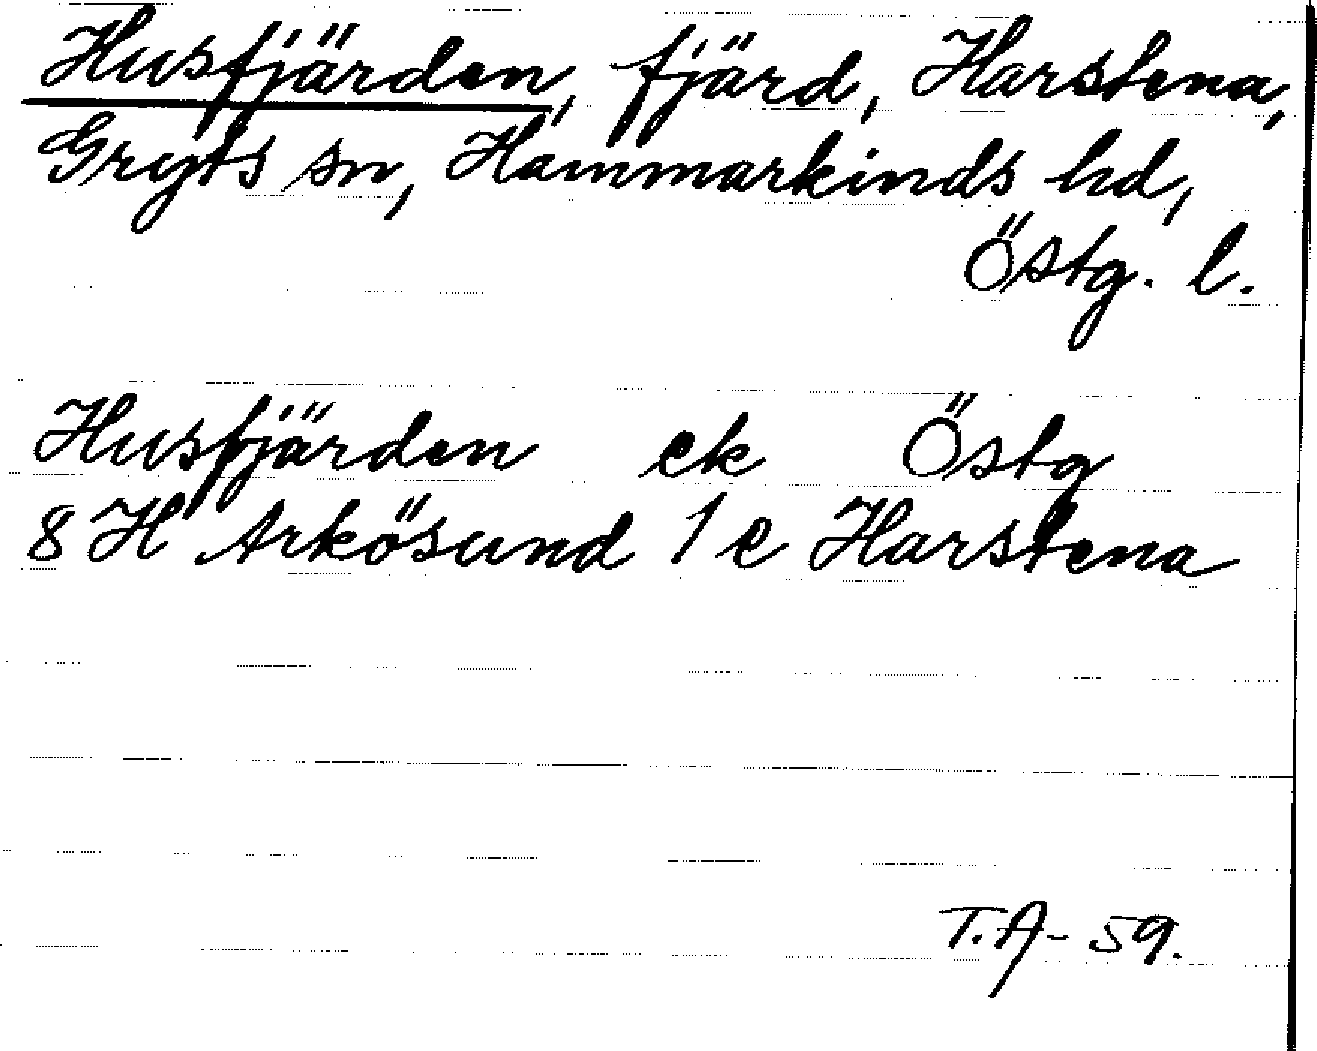 Husfjärden, fjärd, Harstena,
Gryts sn, Hammarkinds hd,
Östg. l.
Husfjärden ek Östg
8 H Arkösund 1 c Harstena
T.A-59.